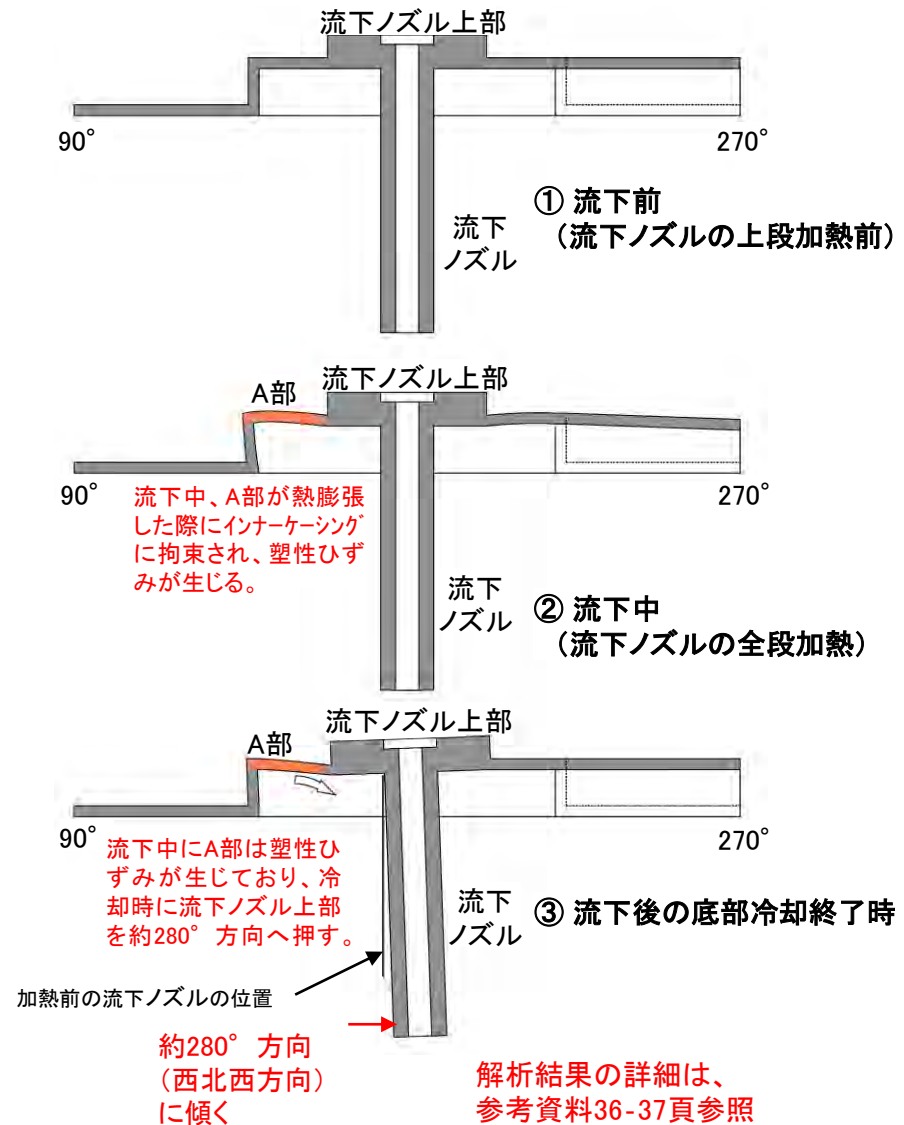 流下ノズル上部
90°
270°
流下
ノズル
① 流下前
（流下ノズルの上段加熱前）
A部
流下ノズル上部
90°
270°
流下中、A部が熱膨張
した際にインナーケーシング
に拘束され、塑性ひず
みが生じる。
流下
ノズル
② 流下中
（流下ノズルの全段加熱）
流下ノズル上部
A部
90°
270°
流下中にA部は塑性ひ
ずみが生じており、冷
却時に流下ノズル上部
を約280°方向へ押す。
流下
ノズル
③ 流下後の底部冷却終了時
加熱前の流下ノズルの位置
約280°方向
（西北西方向）
に傾く
解析結果の詳細は、
参考資料36-37頁参照